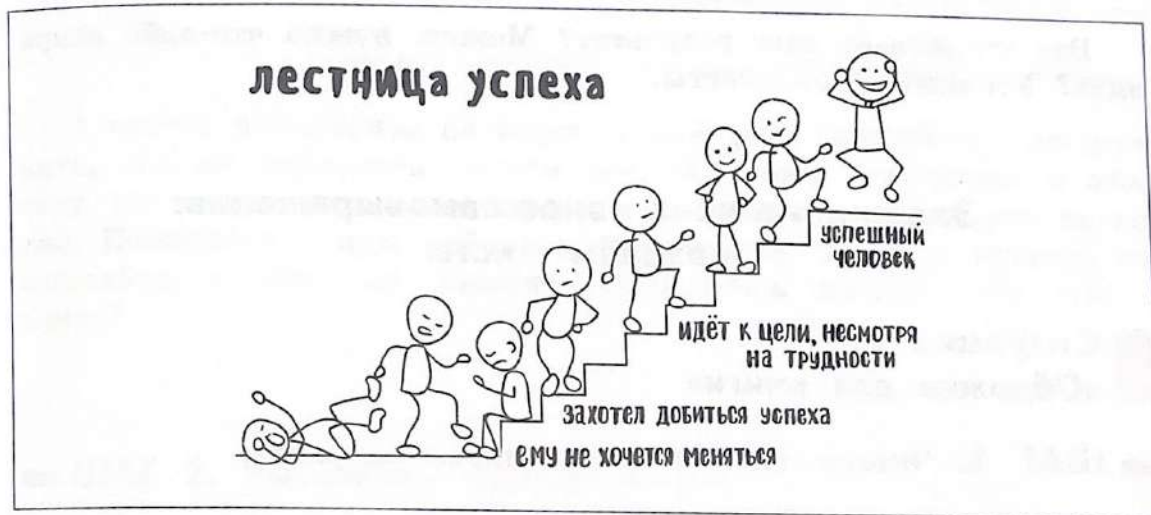 лестница успеха
успешный
человек
идёт к цели, несмотря
на трудности
захотел добиться успеха
ему не хочется меняться